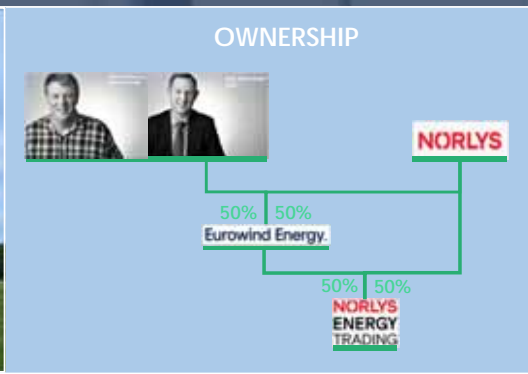 OWNERSHIP
NORLYS
50% 50%
Eurowind Energy.
50% 50%
NORLYS
ENERGY
TRADING